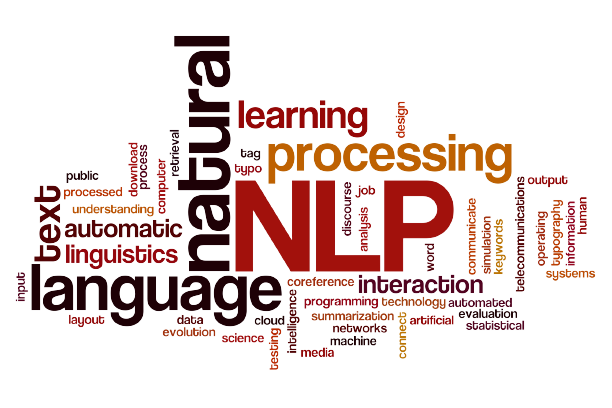 natural
learning
design
retrieval
tag
processing
download
process
computer
typo
public
processed
understanding
text
automatic
linguistics
NLP
discourse
job
analysis
word
communicate
simulation
keywords
telecommunications
output
operating
typography
information
human
systems
input
language
coreference
interaction
layout
data
evolution
science
cloud
testing
intelligence
media
programming
technology
automated
summarization
evaluation
networks
machine
connect
artificial
statistical